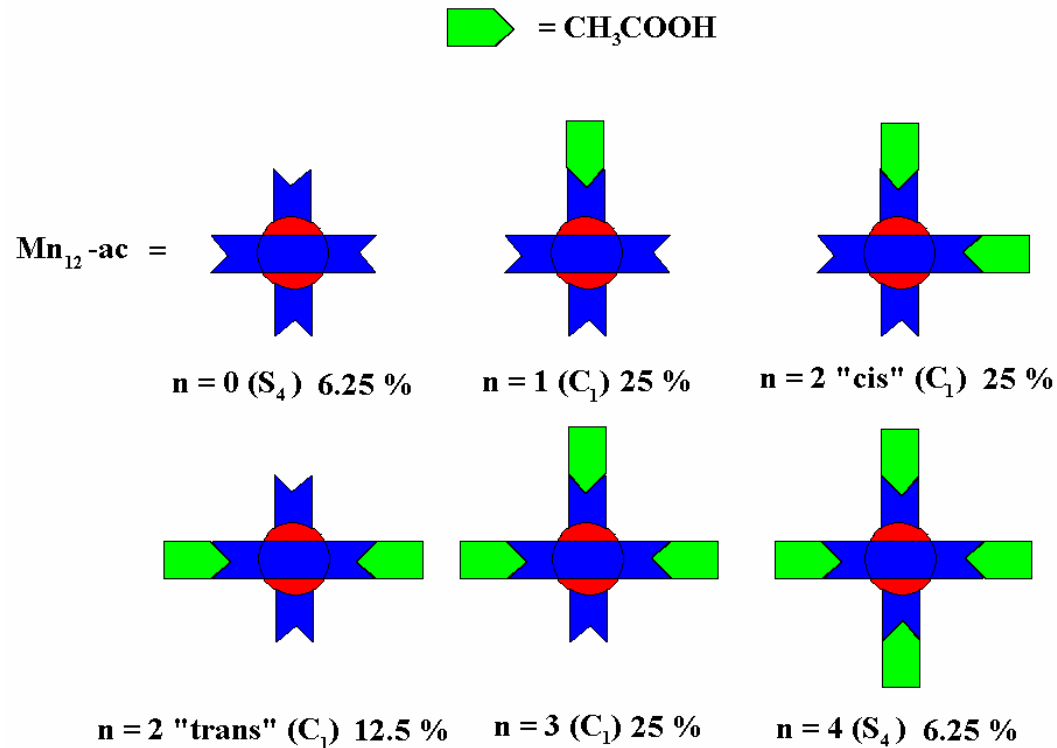 = CH₃COOH
Mn₁₂-ac =
n = 0 (S₄) 6.25 %
n = 1 (C₁) 25 %
n = 2 "cis" (C₁) 25 %
n = 2 "trans" (C₁) 12.5 %
n = 3 (C₁) 25 %
n = 4 (S₄) 6.25 %